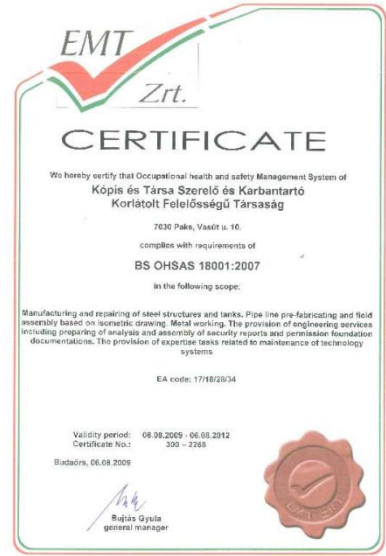 EMT
Zrt.
CERTIFICATE
We hereby certify that Occupational health and safety Management System of
Kópis és Társa Szerelő és Karbantartó
Korlátolt Felelősségű Társaság
7030 Paks, Vasút u. 10.
complies with requirements of
BS OHSAS 18001:2007
in the following scope:
Manufacturing and repairing of steel structures and tanks. Pipe line pre-fabricating and field
assembly based on isometric drawing. Metal working. The provision of engineering services
including preparing of analysis and assembly of security reports and permission foundation
documentations. The provision of expertise tasks related to maintenance of technology
systems
EA code: 17/18/28/34
Validity period: 06.08.2009 - 06.08.2012
Certificate No.: 300 – 2268
Budaörs, 06.08.2009
Bujtás Gyula
general manager
EMT EMT